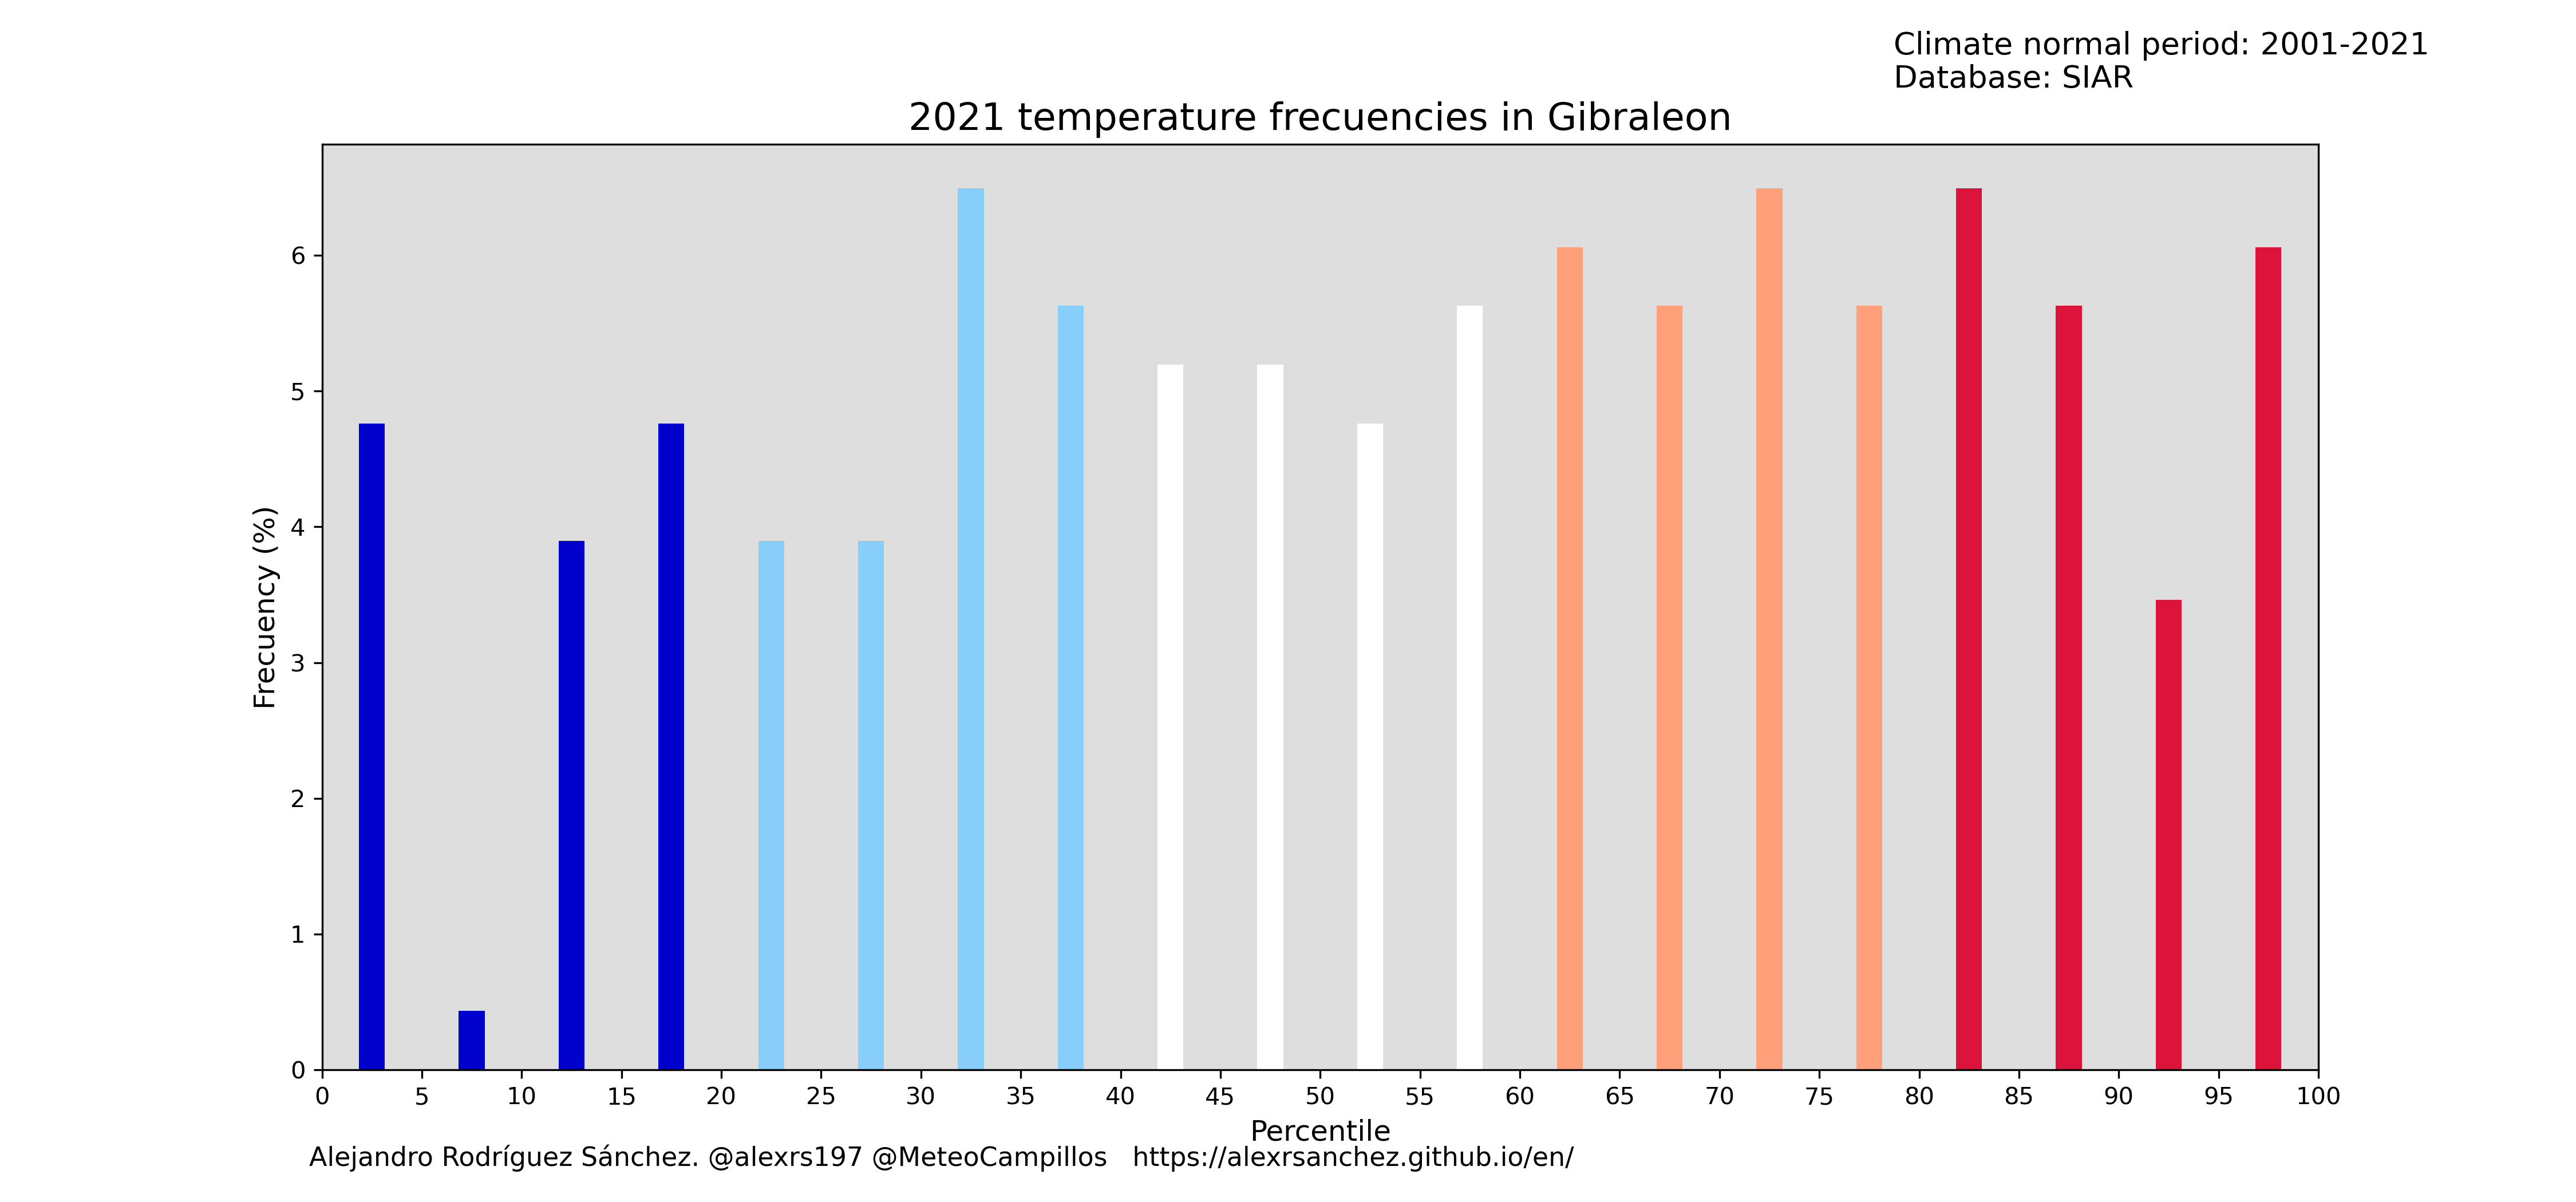 Climate normal period: 2001-2021
Database: SIAR
2021 temperature frecuencies in Gibraleon
Frecuency (%)
6
5
4
3
2
1
0
0 5 10 15 20 25 30 35 40 45 50 55 60 65 70 75 80 85 90 95 100
Percentile
Alejandro Rodríguez Sánchez. @alexrs197 @MeteoCampillos https://alexrsanchez.github.io/en/